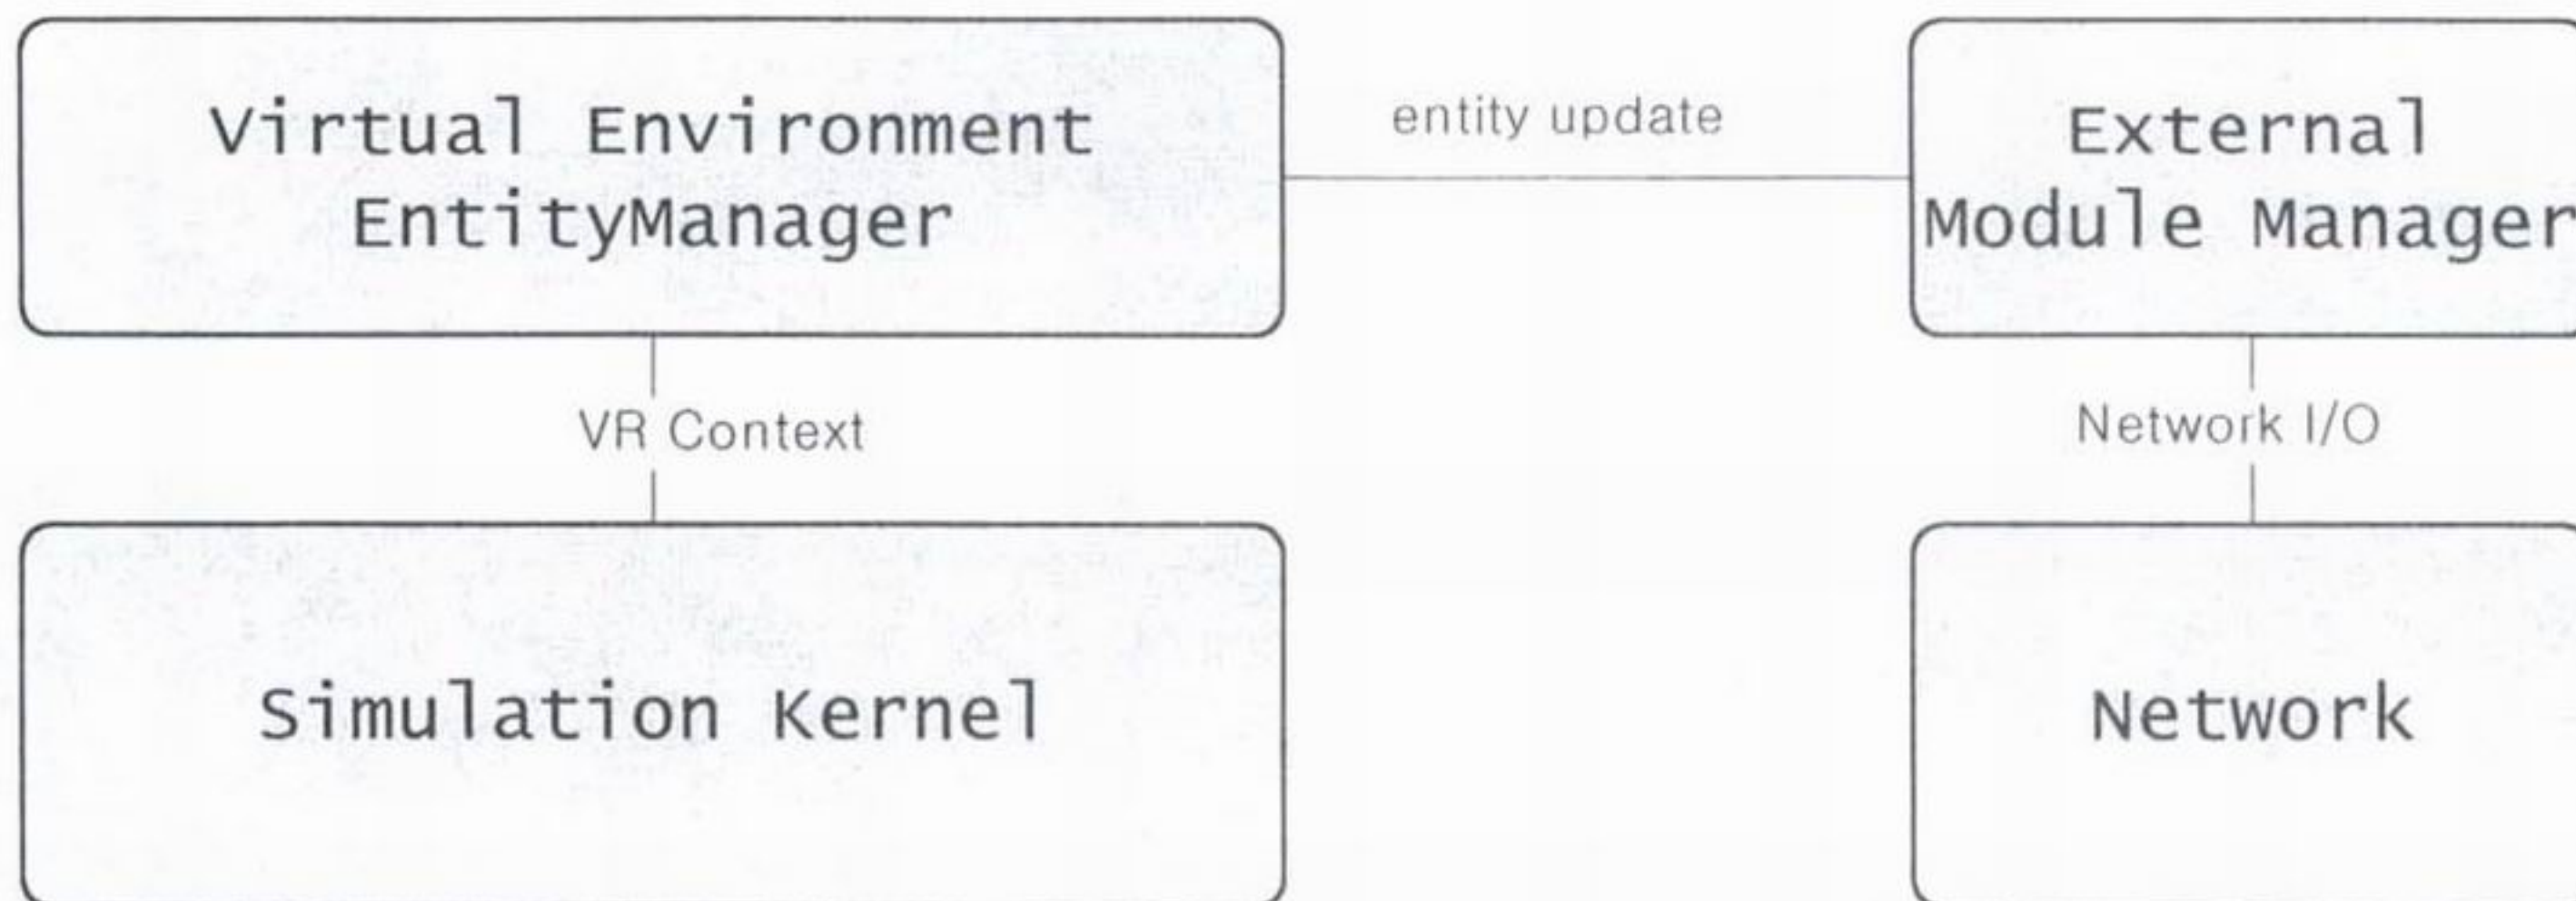 Virtual Environment
EntityManager
entity update
External
Module Manager
VR Context
Network I/O
Simulation Kernel
Network